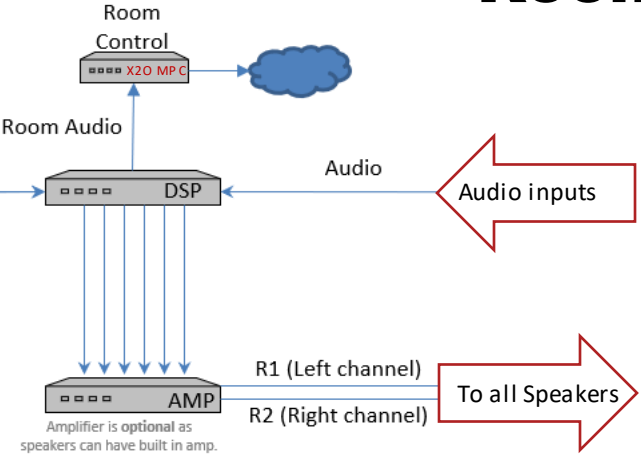 Room
Control
X2O MPC
Room Audio
DSP
Audio
Audio inputs
R1 (Left channel)
AMP
R2 (Right channel)
To all Speakers
Amplifier is optional as
speakers can have built in amp.